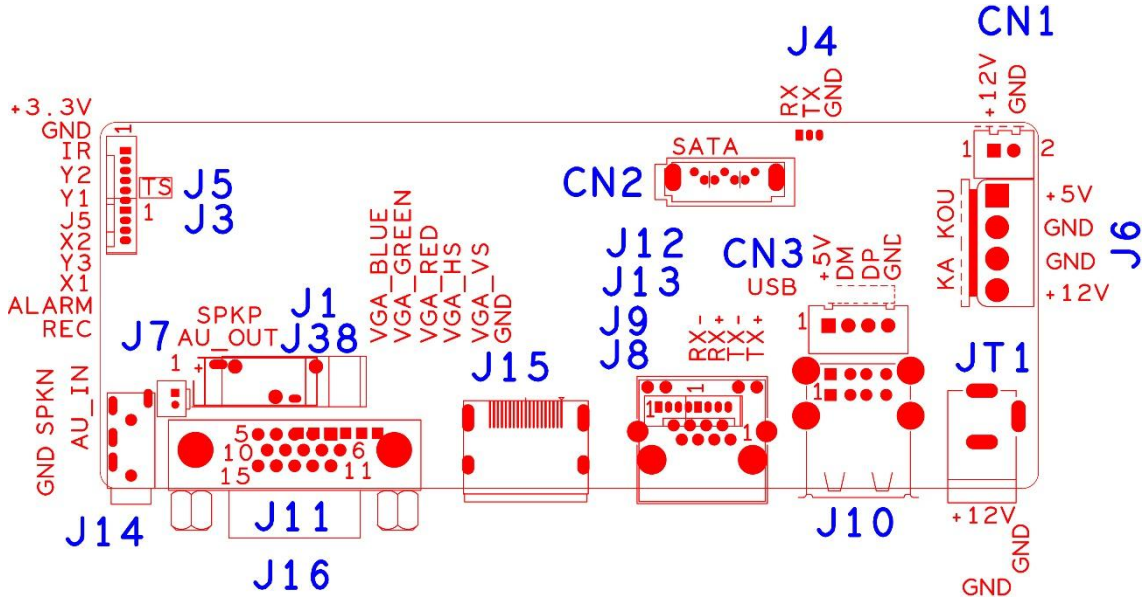 CN1
J4
+12V
GND
RX
TX
GND
+3.3V
GND
IR
Y2
Y1
J5
X2
Y3
X1
ALARM
REC
1
TS
1
J5
J3
SATA
CN2
1
2
KA KOU
+5V
GND
GND
+12V
J6
VGA_BLUE
VGA_GREEN
VGA_RED
VGA_HS
VGA_VS
GND
J12
J13
J9
J8
CN3
USB
+5V
DM
DP
GND
1
RX-
RX+
TX-
TX+
J7
SPKP
AU_OUT
J1
J38
1
+
J15
JT1
GND SPKN
AU_IN
5
10
15
6
11
1
1
1
1
J14
J11
J16
J10
+12V
GND
GND